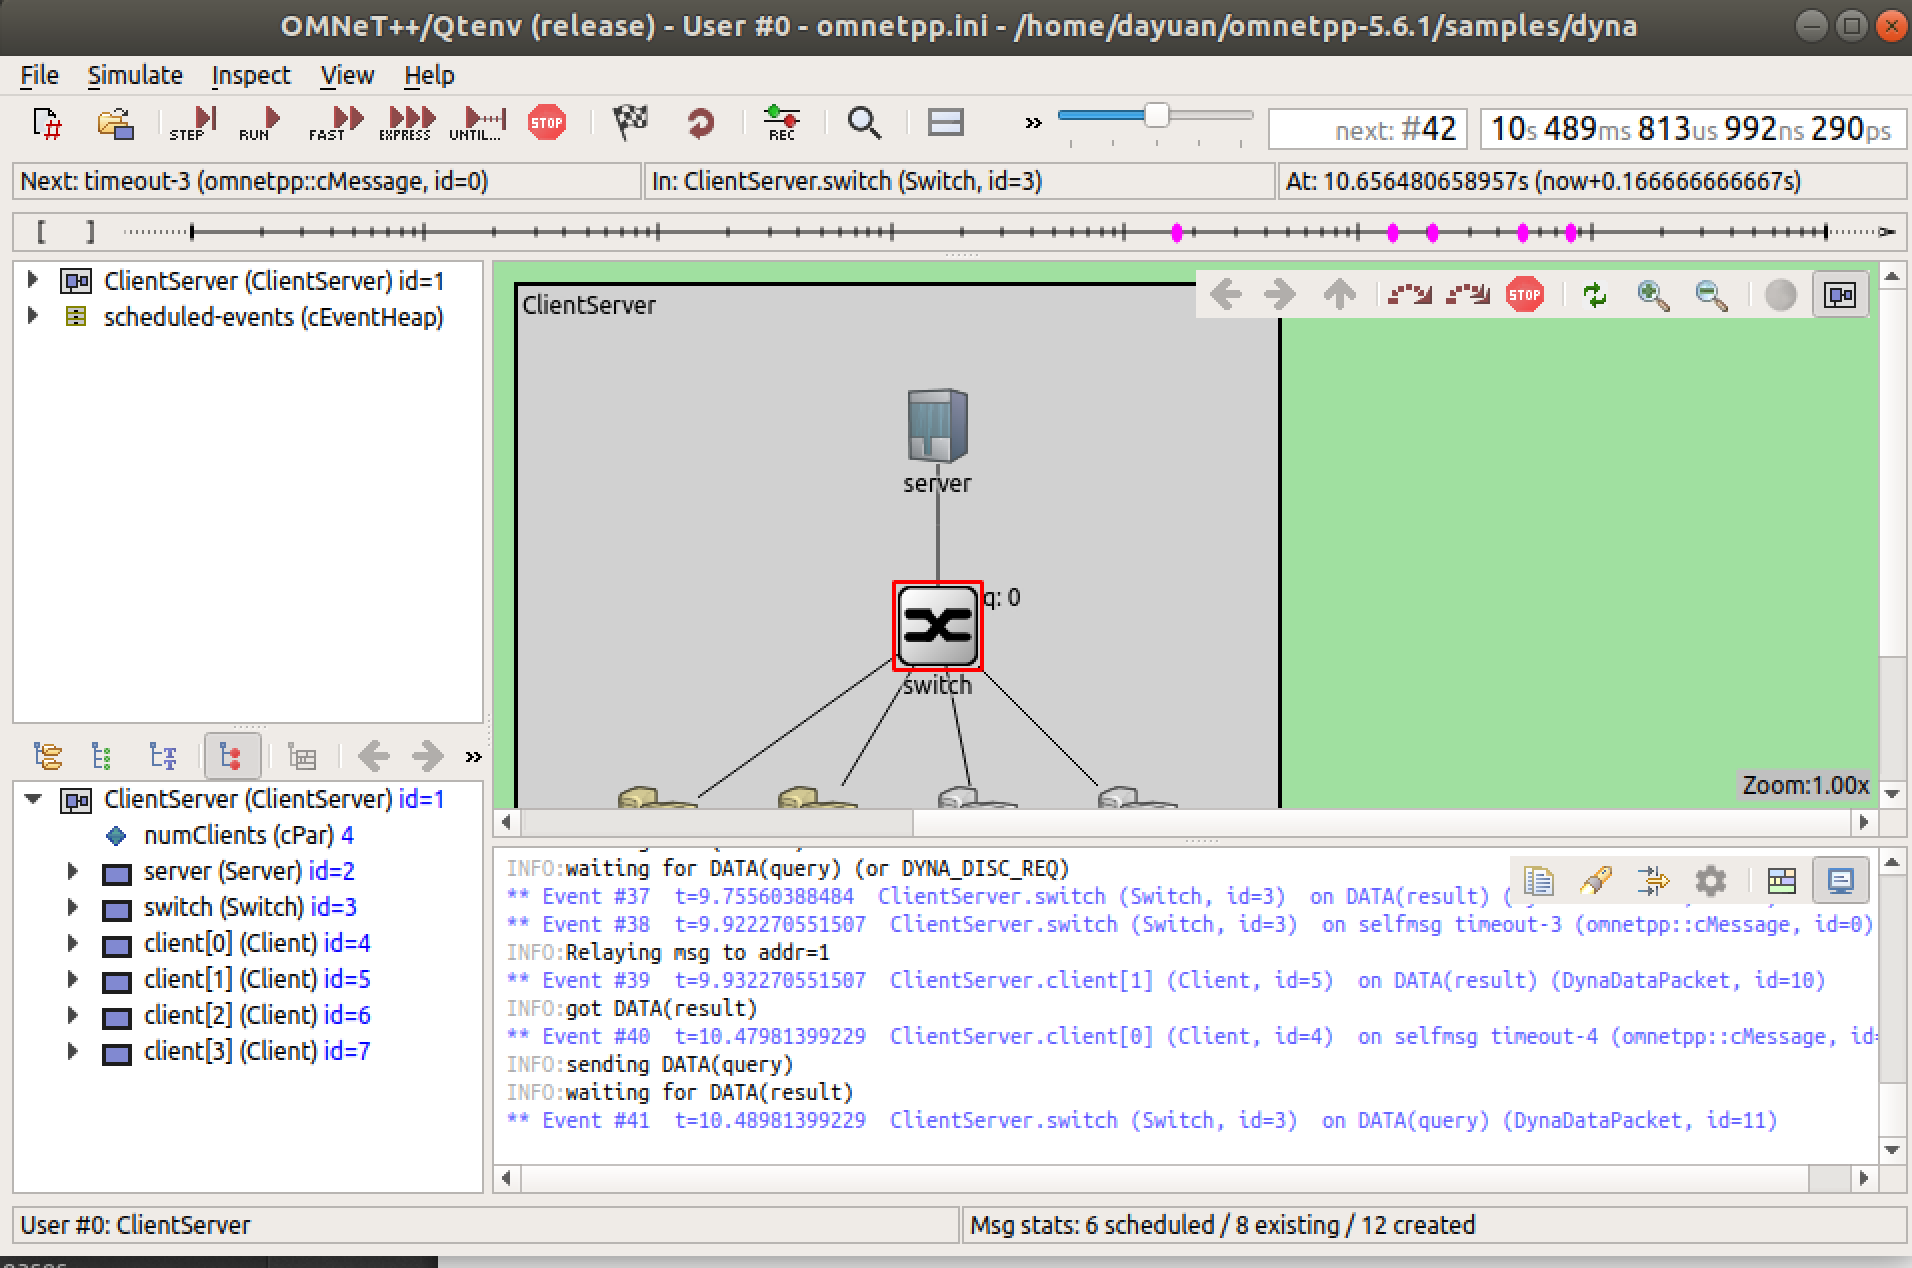 OMNeT++/Qtenv (release) - User #0 - omnetpp.ini - /home/dayuan/omnetpp-5.6.1/samples/dyna
File Simulate Inspect View Help
STEP RUN FAST EXPRESS UNTIL... STOP REC » next: #42 10s 489ms 813us 992ns 290ps
Next: timeout-3 (omnetpp::cMessage, id=0) In: ClientServer.switch (Switch, id=3) At: 10.656480658957s (now+0.166666666667s)
[ ]
ClientServer (ClientServer) id=1
scheduled-events (cEventHeap)
»
ClientServer (ClientServer) id=1
numClients (cPar) 4
server (Server) id=2
switch (Switch) id=3
client[0] (Client) id=4
client[1] (Client) id=5
client[2] (Client) id=6
client[3] (Client) id=7
ClientServer
STOP
server
q: 0
switch
Zoom:1.00x
INFO:waiting for DATA(query) (or DYNA_DISC_REQ)
** Event #37 t=9.75560388484 ClientServer.switch (Switch, id=3) on DATA(result) (
** Event #38 t=9.922270551507 ClientServer.switch (Switch, id=3) on selfmsg timeout-3 (omnetpp::cMessage, id=0)
INFO:Relaying msg to addr=1
** Event #39 t=9.932270551507 ClientServer.client[1] (Client, id=5) on DATA(result) (DynaDataPacket, id=10)
INFO:got DATA(result)
** Event #40 t=10.47981399229 ClientServer.client[0] (Client, id=4) on selfmsg timeout-4 (omnetpp::cMessage, id=
INFO:sending DATA(query)
INFO:waiting for DATA(result)
** Event #41 t=10.48981399229 ClientServer.switch (Switch, id=3) on DATA(query) (DynaDataPacket, id=11)
User #0: ClientServer Msg stats: 6 scheduled / 8 existing / 12 created